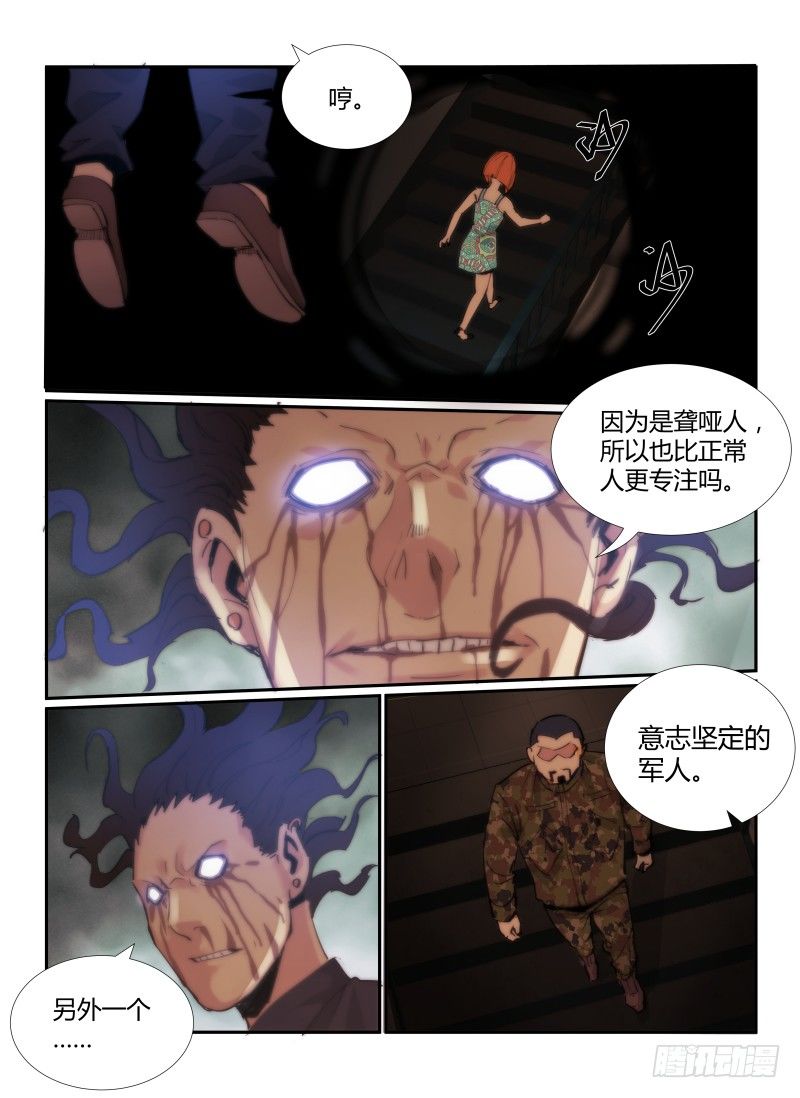 哼。
因为是聋哑人，
所以也比正常
人更专注吗。
意志坚定的
军人。
另外一个
……
腾讯动漫